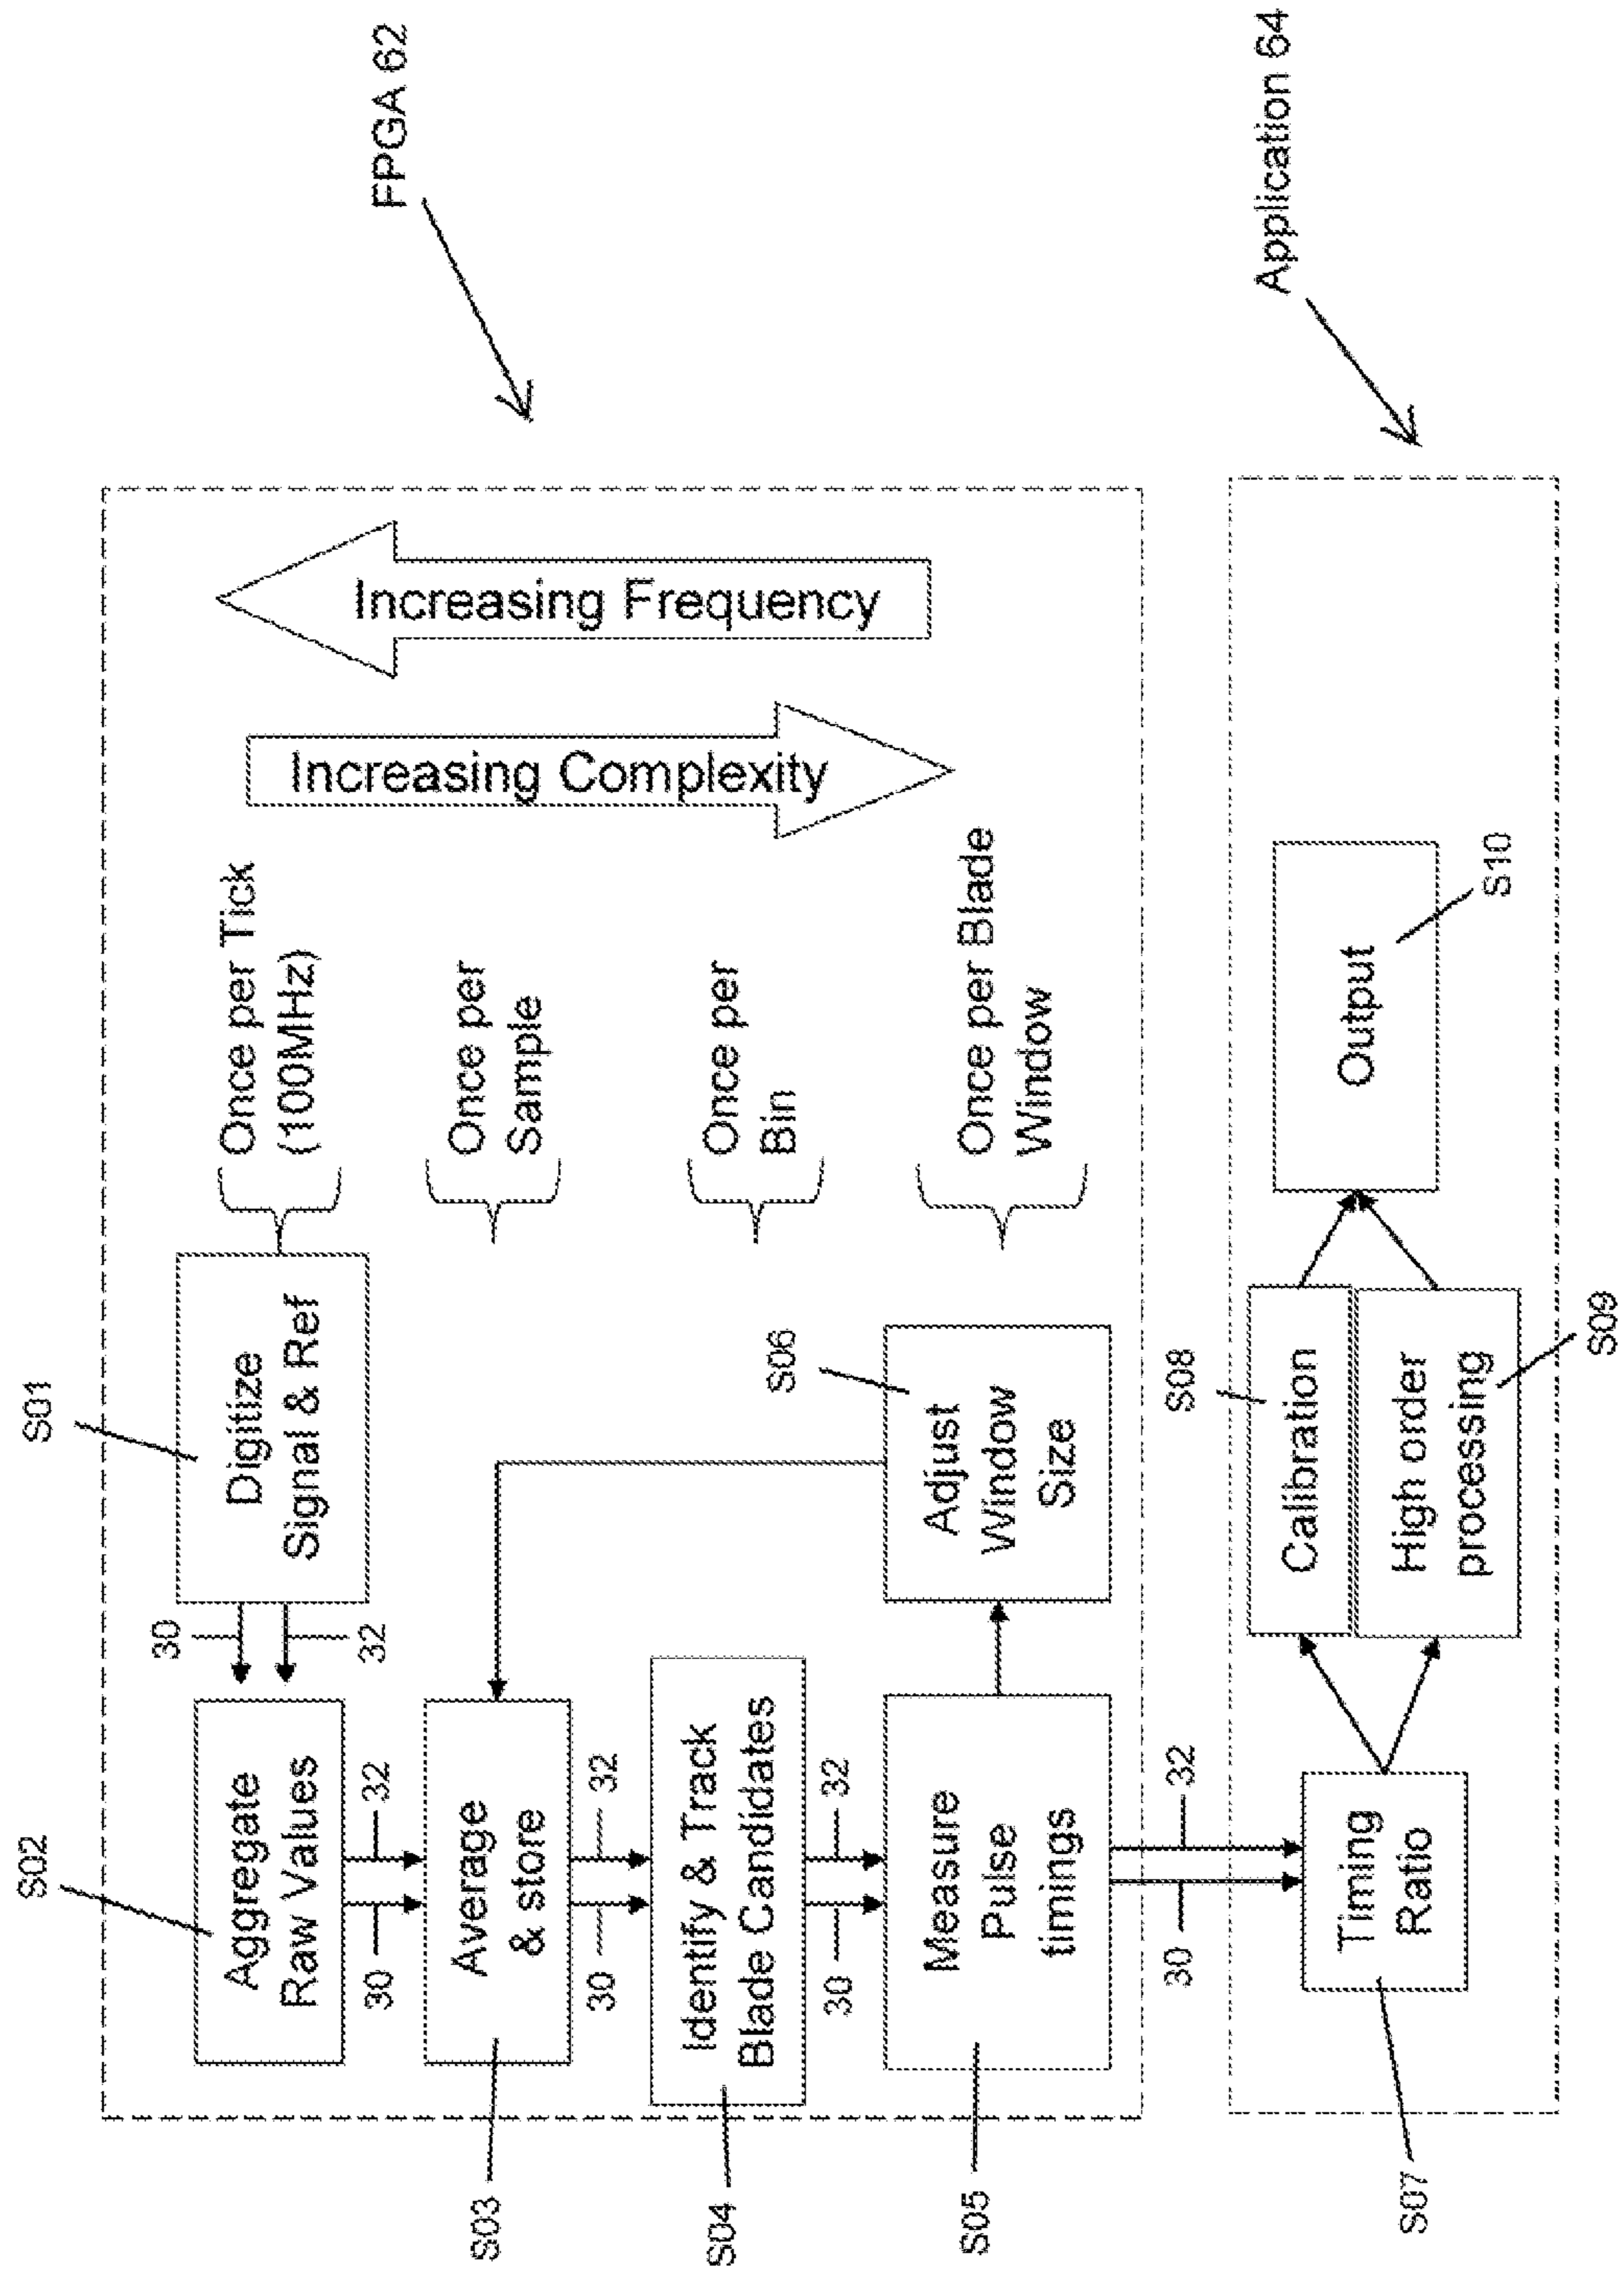 FPGA 62
S01
Digitize
Signal & Ref
30
32
S02
Aggregate
Raw Values
30
32
Once per Tick
(100MHz)
S03
Average
& store
30
32
Once per
Sample
S04
Identify & Track
Blade Candidates
30
32
Once per
Bin
S05
Measure
Pulse
timings
S06
Adjust
Window
Size
Once per Blade
Window
Increasing Complexity
Increasing Frequency
30
32
Application 64
S07
Timing
Ratio
S08
Calibration
S09
High order
processing
Output
S10